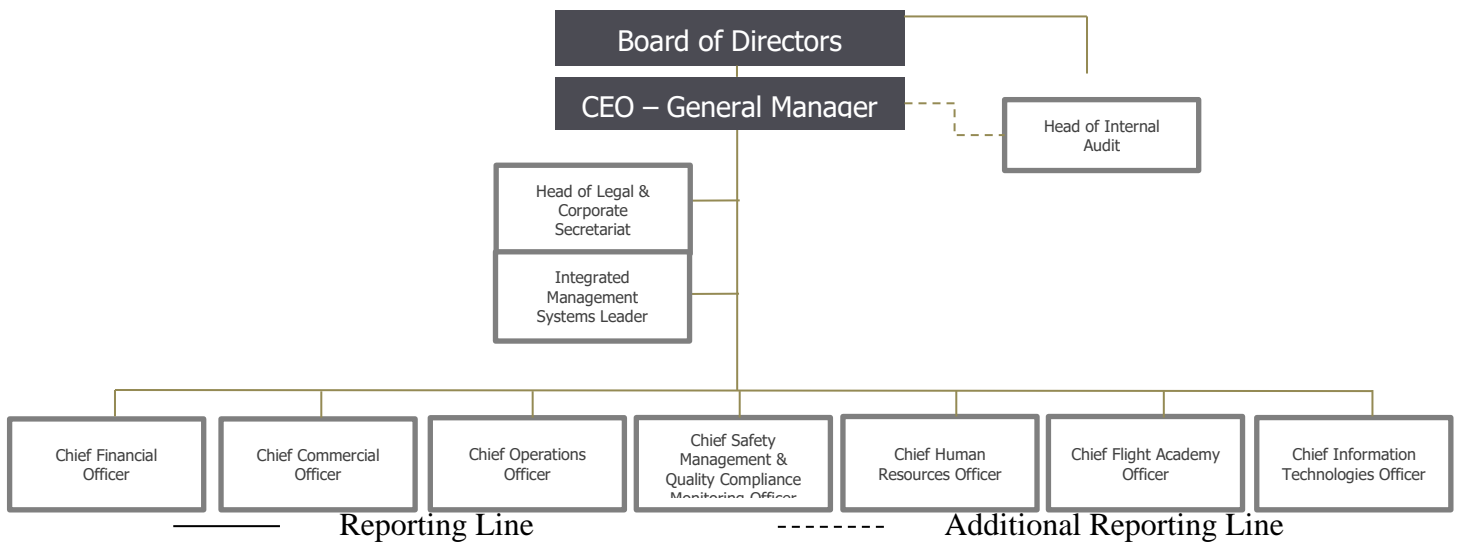 Board of Directors
CEO – General Manager
Head of Internal
Audit
Head of Legal &
Corporate
Secretariat
Integrated
Management
Systems Leader
Chief Financial
Officer
Chief Commercial
Officer
Chief Operations
Officer
Chief Safety
Management &
Quality Compliance
Monitoring Officer
Chief Human
Resources Officer
Chief Flight Academy
Officer
Chief Information
Technologies Officer
Reporting Line
Additional Reporting Line